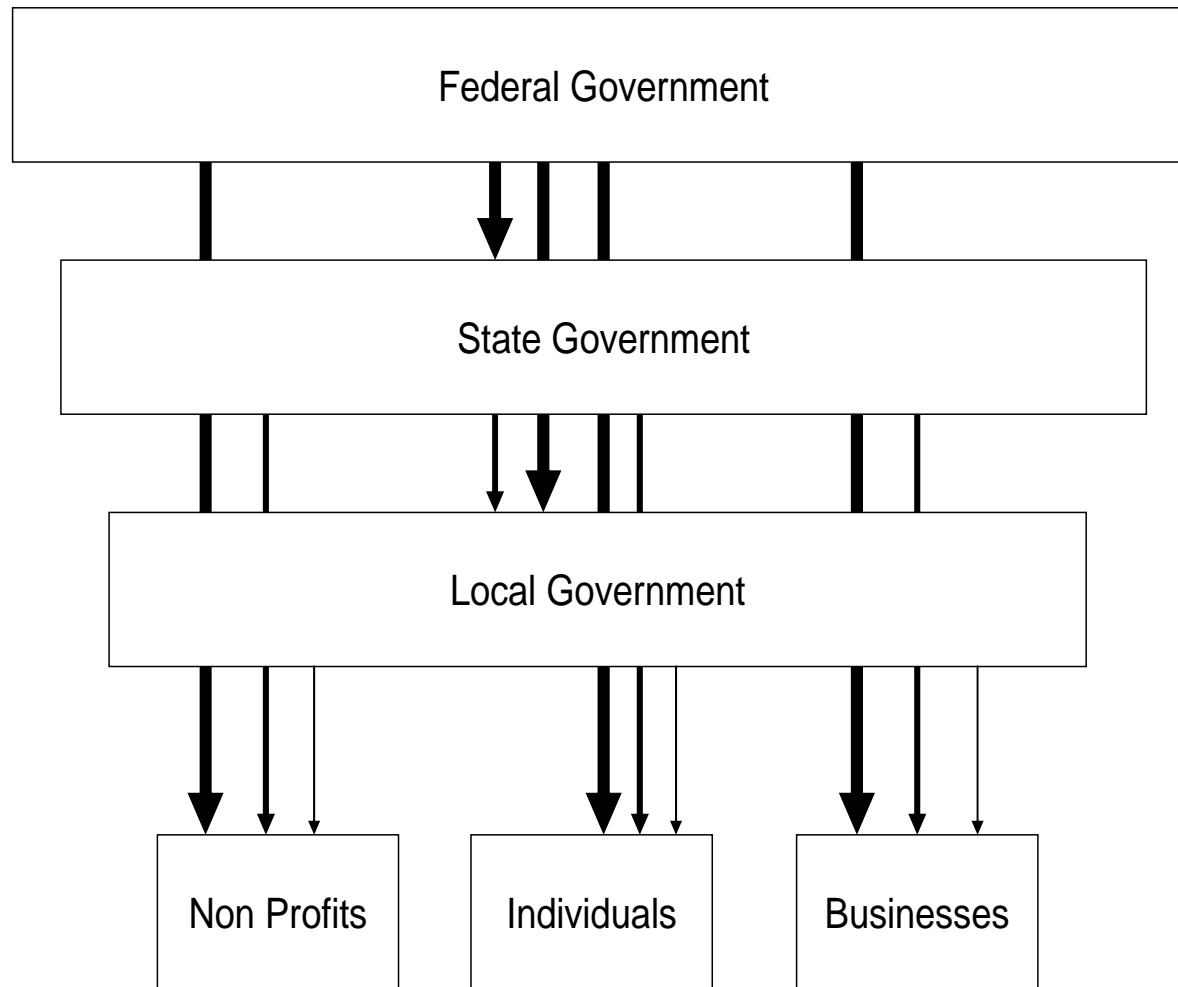 Federal Government
State Government
Local Government
Non Profits
Individuals
Businesses